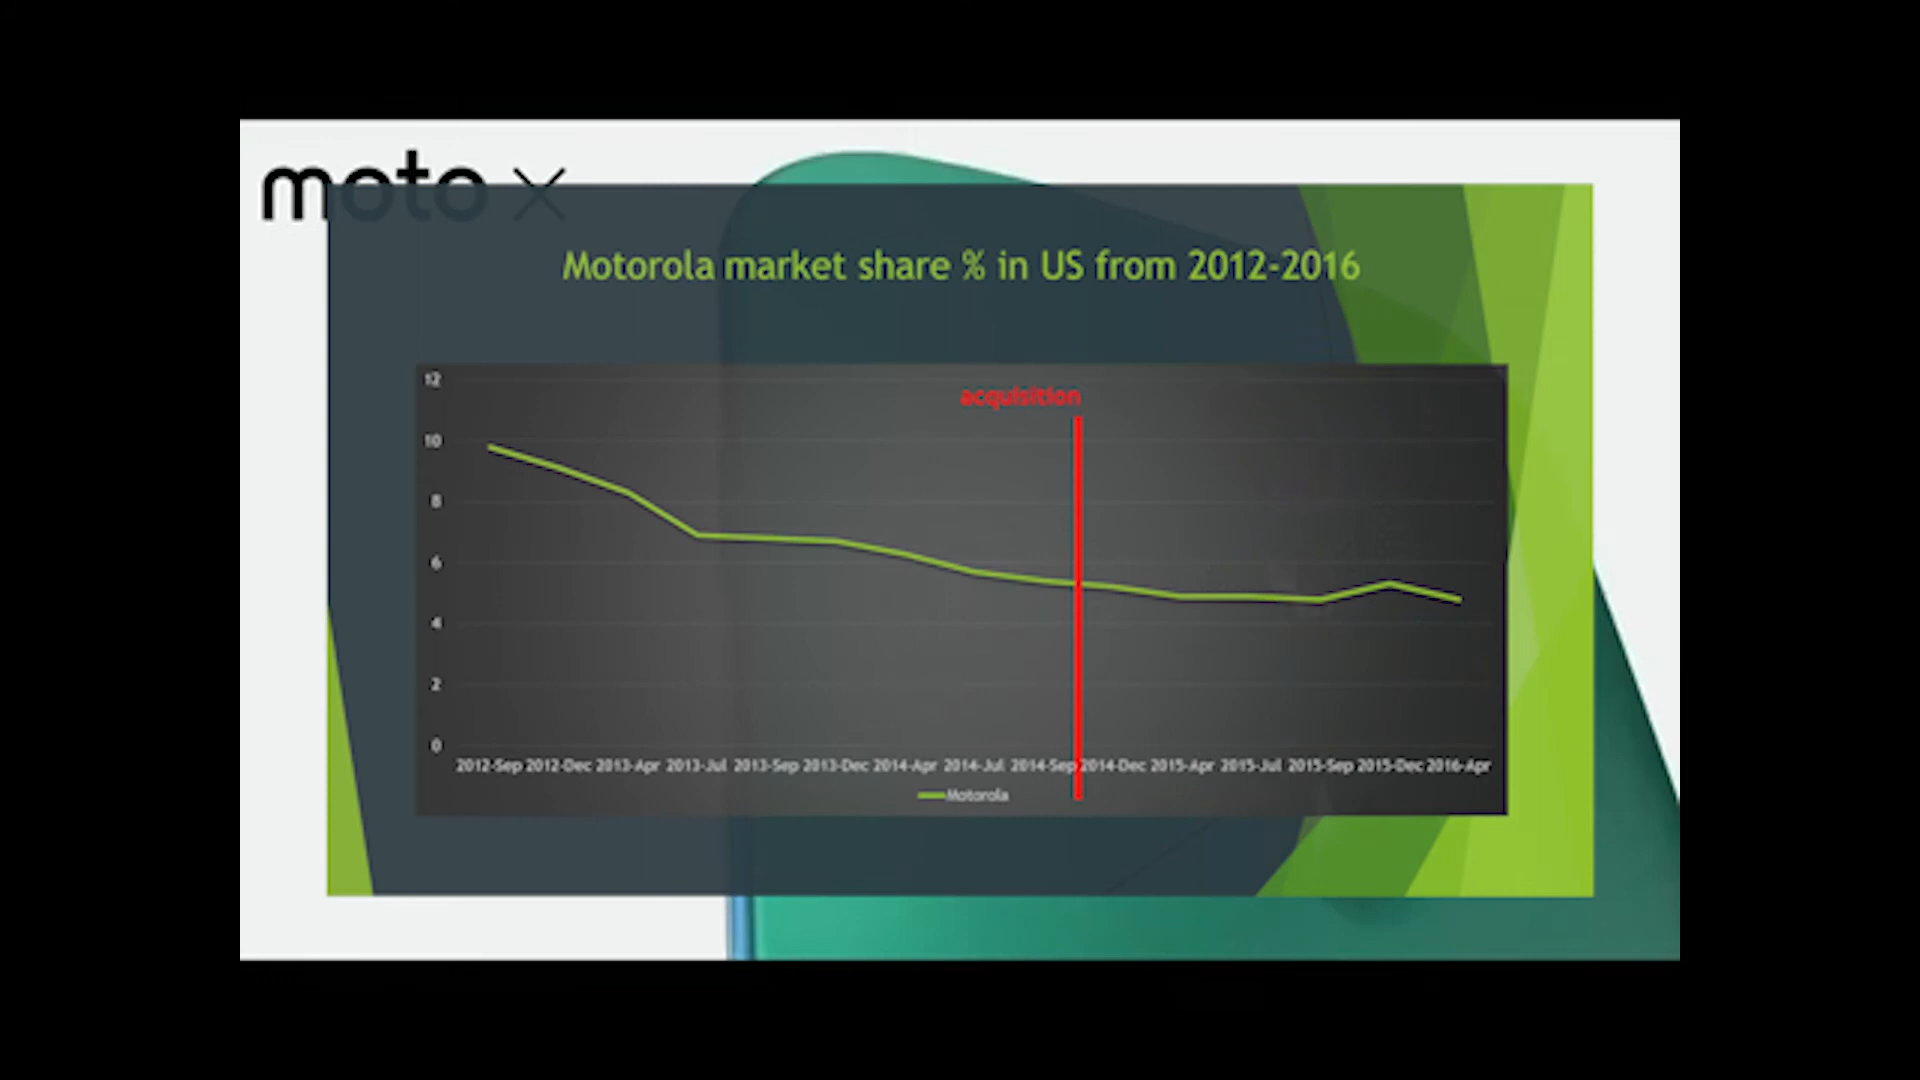 moto X
Motorola market share % in US from 2012-2016
12
acquisition
10
8
6
4
2
0
2012-Sep 2012-Dec 2013-Apr 2013-Jul 2013-Sep 2013-Dec 2014-Apr 2014-Jul 2014-Sep 2014-Dec 2015-Apr 2015-Jul 2015-Sep 2015-Dec 2016-Apr
Motorola